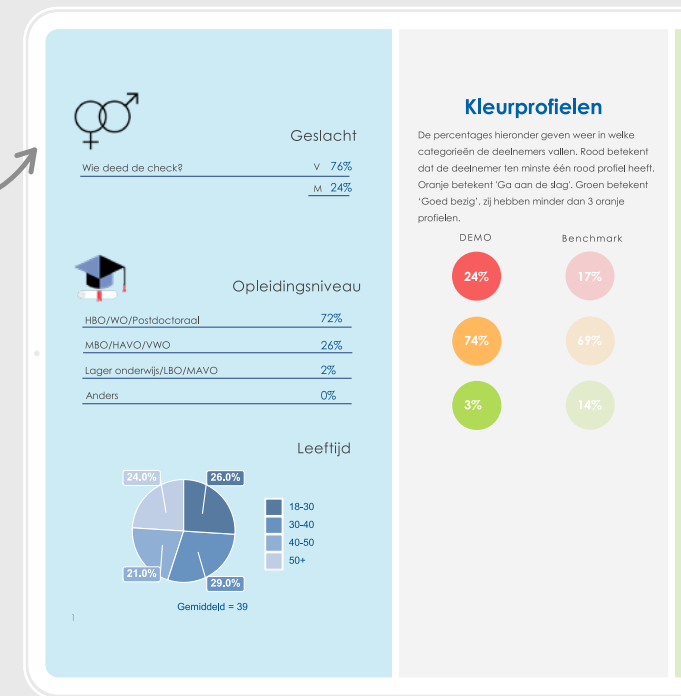 Geslacht
Wie deed de check?
V 76%
M 24%
Opleidingsniveau
HBO/WO/Postdoctoraal 72%
MBO/HAVO/VWO 26%
Lager onderwijs/LBO/MAVO 2%
Anders 0%
Leeftijd
24,0% 26.0%
18-30
30-40
40-50
50+
21.0% 29,0%
Gemiddeld = 39
1
Kleurprofielen
De percentages hieronder geven weer in welke
categorieën de deelnemers vallen. Rood betekent
dat de deelnemer ten minste één rood profiel heeft.
Oranje betekent 'Ga aan de slag'. Groen betekent
'Goed bezig', zij hebben minder dan 3 oranje
profielen.
DEMO Benchmark
24% 17%
74% 69%
3% 14%